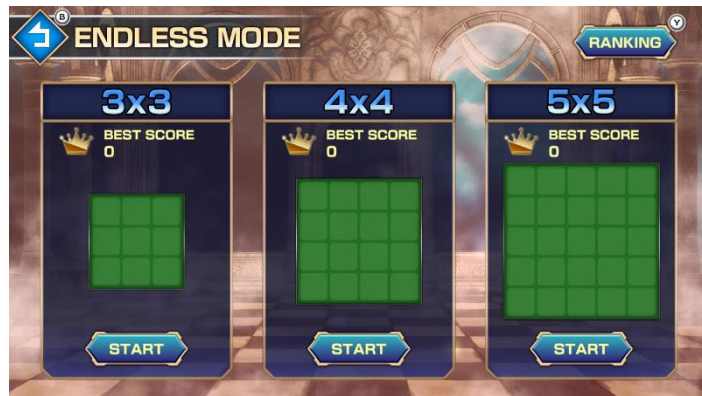 B
ENDLESS MODE
Y
RANKING
3x3
BEST SCORE
0
START
4x4
BEST SCORE
0
START
5x5
BEST SCORE
0
START